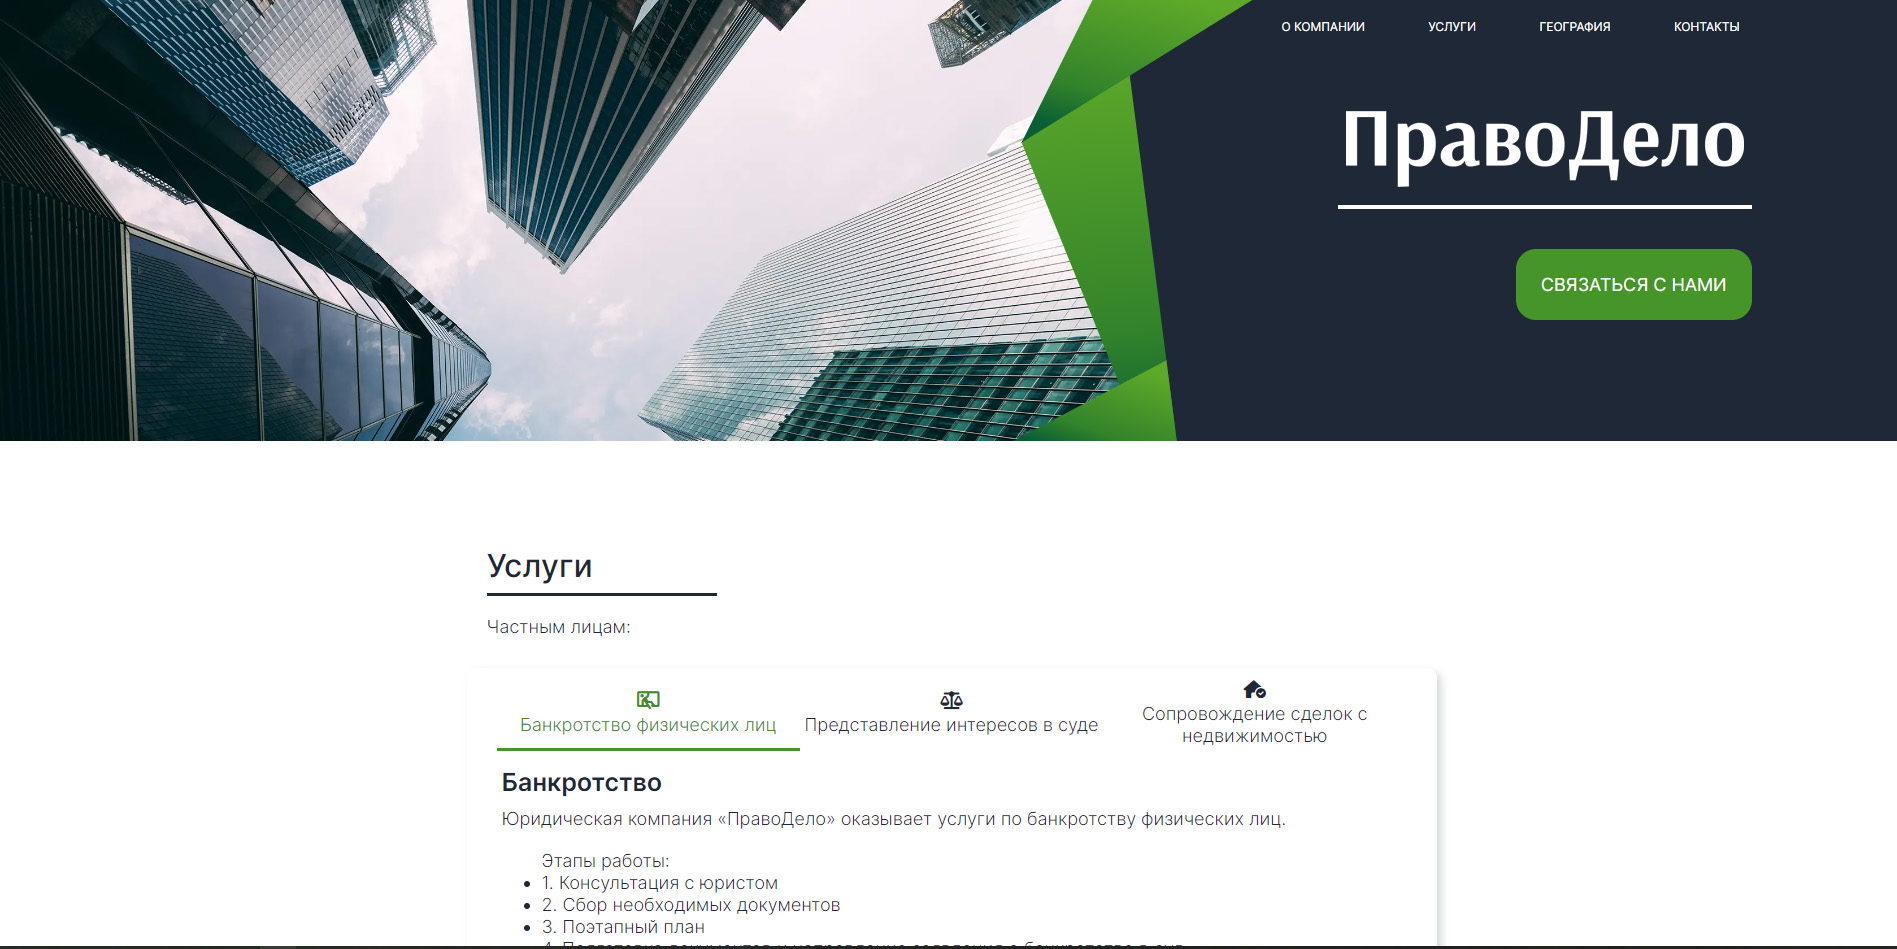 О КОМПАНИИ УСЛУГИ ГЕОГРАФИЯ КОНТАКТЫ
ПравоДело
СВЯЗАТЬСЯ С НАМИ
Услуги
Частным лицам:
Банкротство физических лиц
Представление интересов в суде
Сопровождение сделок с
недвижимостью
Банкротство
Юридическая компания «ПравоДело» оказывает услуги по банкротству физических лиц.
Этапы работы:
• 1. Консультация с юристом
• 2. Сбор необходимых документов
• 3. Поэтапный план